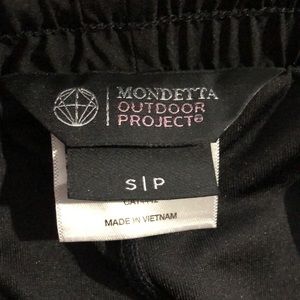 MONDETTA
OUTDOOR
PROJECT®
S|P
MADE IN VIETNAM